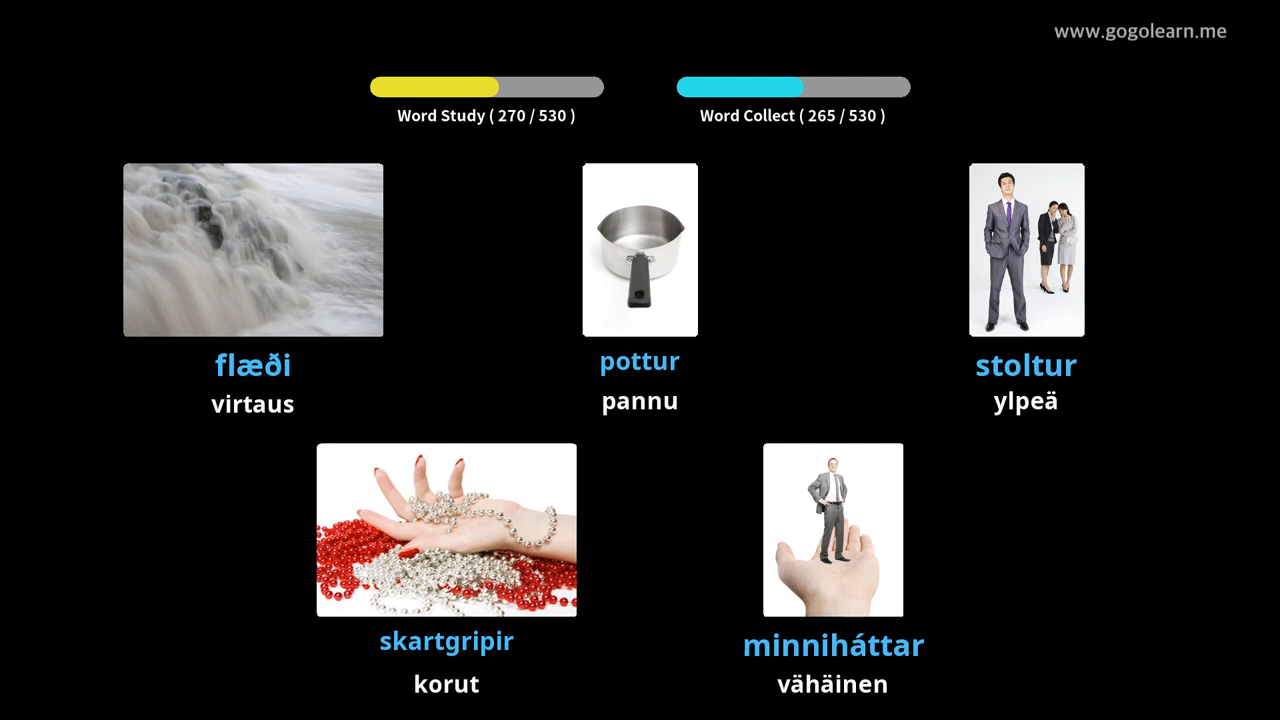 www.gogolearn.me
Word Study ( 270 / 530 )
Word Collect ( 265 / 530 )
flæði
virtaus
pottur
pannu
stoltur
ylpeä
skartgripir
korut
minniháttar
vähäinen